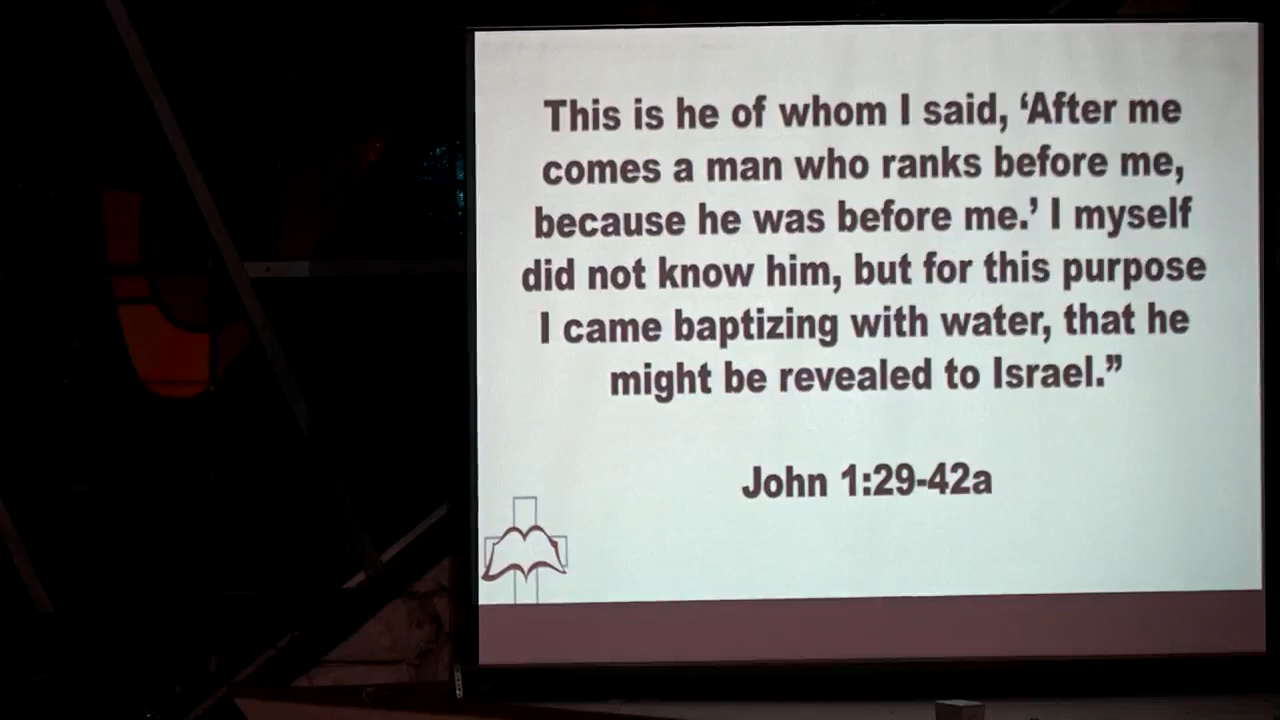 This is he of whom I said, ‘After me
comes a man who ranks before me,
because he was before me.’ I myself
did not know him, but for this purpose
I came baptizing with water, that he
might be revealed to Israel.”
John 1:29-42a